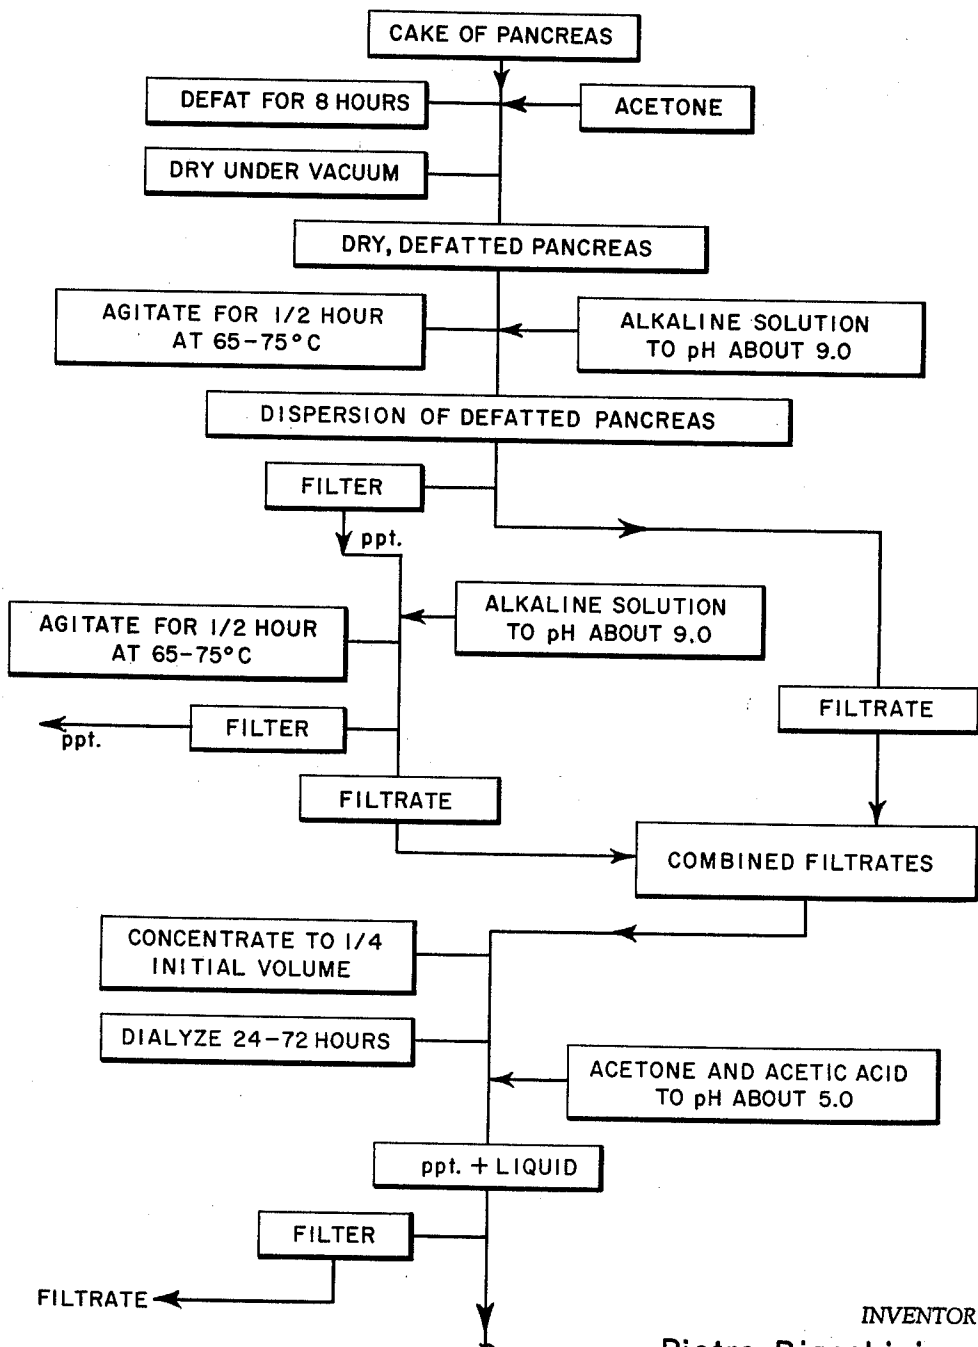 CAKE OF PANCREAS
DEFAT FOR 8 HOURS
ACETONE
DRY UNDER VACUUM
DRY, DEFATTED PANCREAS
AGITATE FOR 1/2 HOUR
AT 65-75°C
ALKALINE SOLUTION
TO pH ABOUT 9.0
DISPERSION OF DEFATTED PANCREAS
FILTER
ppt.
ALKALINE SOLUTION
TO pH ABOUT 9.0
AGITATE FOR 1/2 HOUR
AT 65-75°C
FILTRATE
FILTER
ppt.
FILTRATE
COMBINED FILTRATES
CONCENTRATE TO 1/4
INITIAL VOLUME
DIALYZE 24-72 HOURS
ACETONE AND ACETIC ACID
TO pH ABOUT 5.0
ppt. + LIQUID
FILTER
FILTRATE
INVENTOR